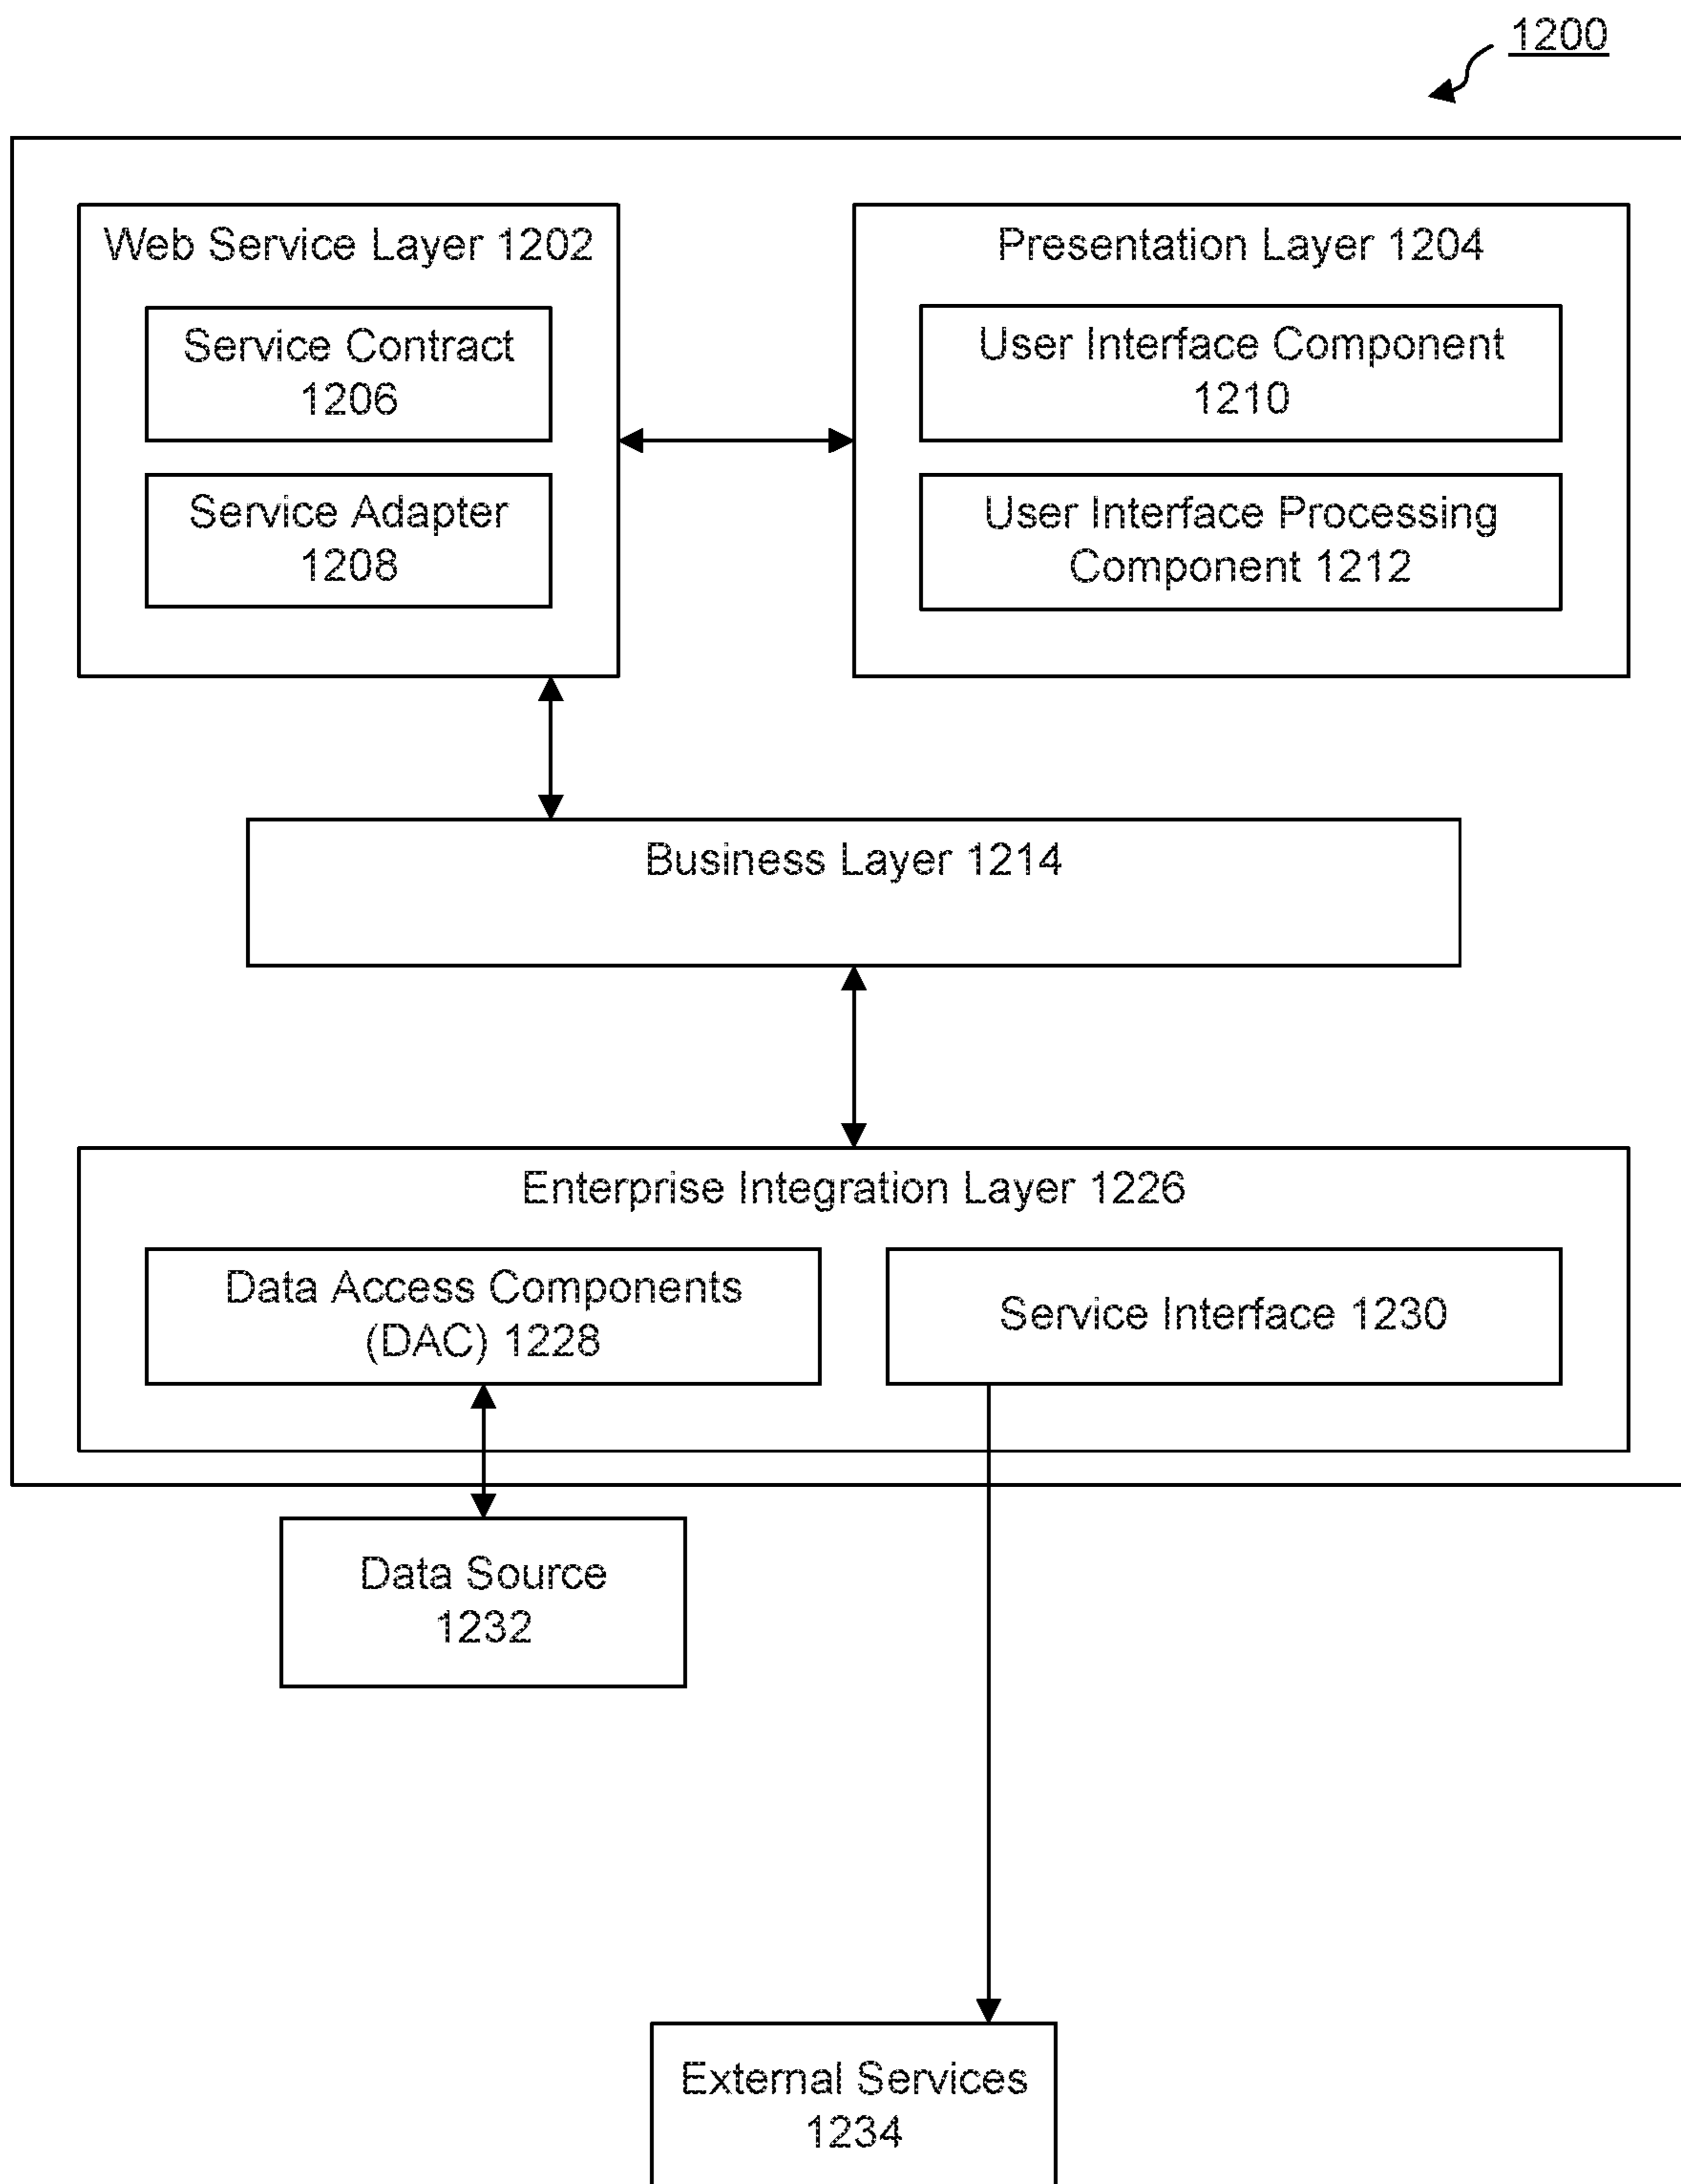 1200
Web Service Layer 1202
Service Contract
1206
Service Adapter
1208
Presentation Layer 1204
User Interface Component
1210
User Interface Processing
Component 1212
Business Layer 1214
Enterprise Integration Layer 1226
Data Access Components
(DAC) 1228
Service Interface 1230
Data Source
1232
External Services
1234